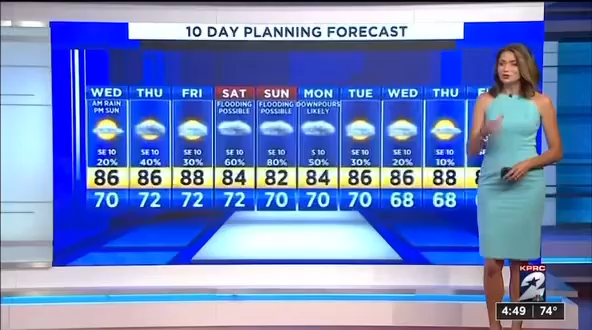 10 DAY PLANNING FORECAST
WED THU FRI SAT SUN MON TUE WED THU
AM RAIN FLOODING FLOODING DOWNPOURS
PM SUN POSSIBLE POSSIBLE LIKELY
SE 10 SE 10 SE 10 SE 10 SE 10 S 10 SE 10 SE 10 SE 10
20% 40% 30% 60% 80% 50% 30% 20% 10%
86 86 88 84 82 84 86 86 88
70 72 72 72 70 70 70 68 68
KPRC
2
4:49 74°